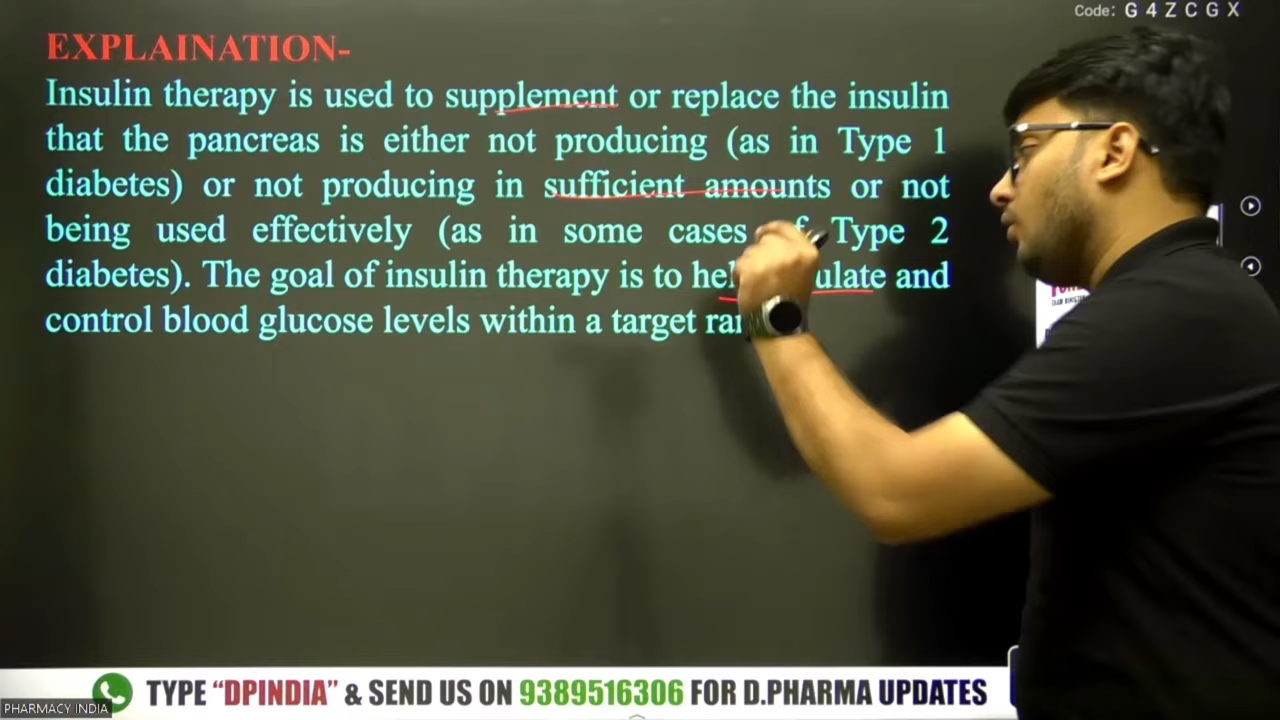 Code: G 4 Z C G X
EXPLAINATION-
Insulin therapy is used to supplement or replace the insulin
that the pancreas is either not producing (as in Type 1
diabetes) or not producing in sufficient amounts or not
being used effectively (as in some cases Type 2
diabetes). The goal of insulin therapy is to and
control blood glucose levels within a target
TYPE “DPINDIA” & SEND US ON 9389516306 FOR D.PHARMA UPDATES
PHARMACY INDIA